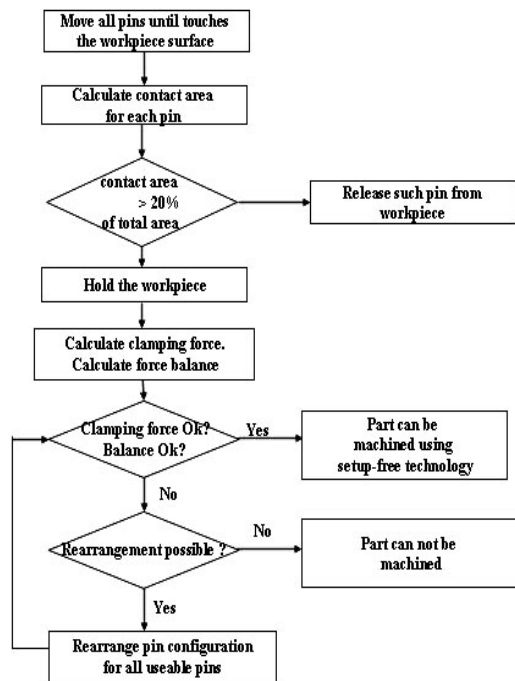 Move all pins until touches
the workpiece surface
Calculate contact area
for each pin
contact area
> 20%
of total area
Release such pin from
workpiece
Hold the workpiece
Calculate clamping force.
Calculate force balance
Clamping force Ok?
Balance Ok?
Yes
Part can be
machined using
setup-free technology
No
Rearrangement possible ?
No
Part can not be
machined
Yes
Rearrange pin configuration
for all useable pins